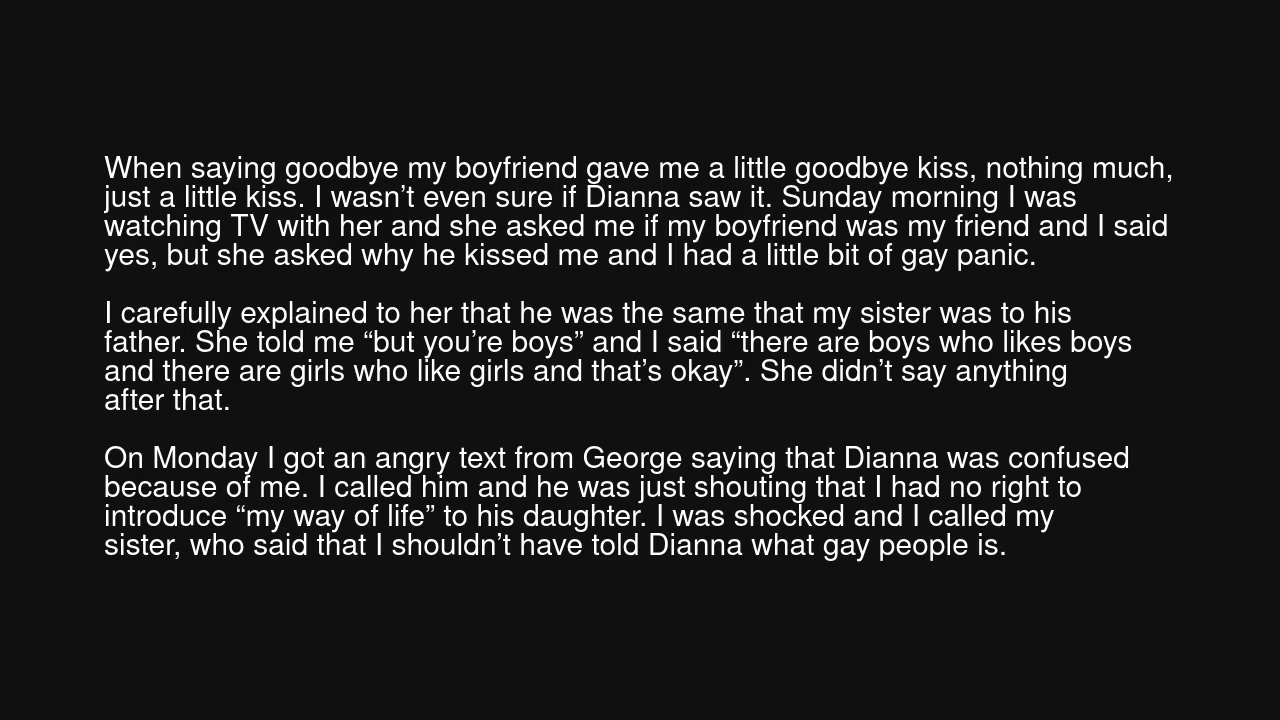 When saying goodbye my boyfriend gave me a little goodbye kiss, nothing much,
just a little kiss. I wasn’t even sure if Dianna saw it. Sunday morning I was
watching TV with her and she asked me if my boyfriend was my friend and I said
yes, but she asked why he kissed me and I had a little bit of gay panic.
I carefully explained to her that he was the same that my sister was to his
father. She told me “but you’re boys” and I said “there are boys who likes boys
and there are girls who like girls and that’s okay”. She didn’t say anything
after that.
On Monday I got an angry text from George saying that Dianna was confused
because of me. I called him and he was just shouting that I had no right to
introduce “my way of life” to his daughter. I was shocked and I called my
sister, who said that I shouldn’t have told Dianna what gay people is.